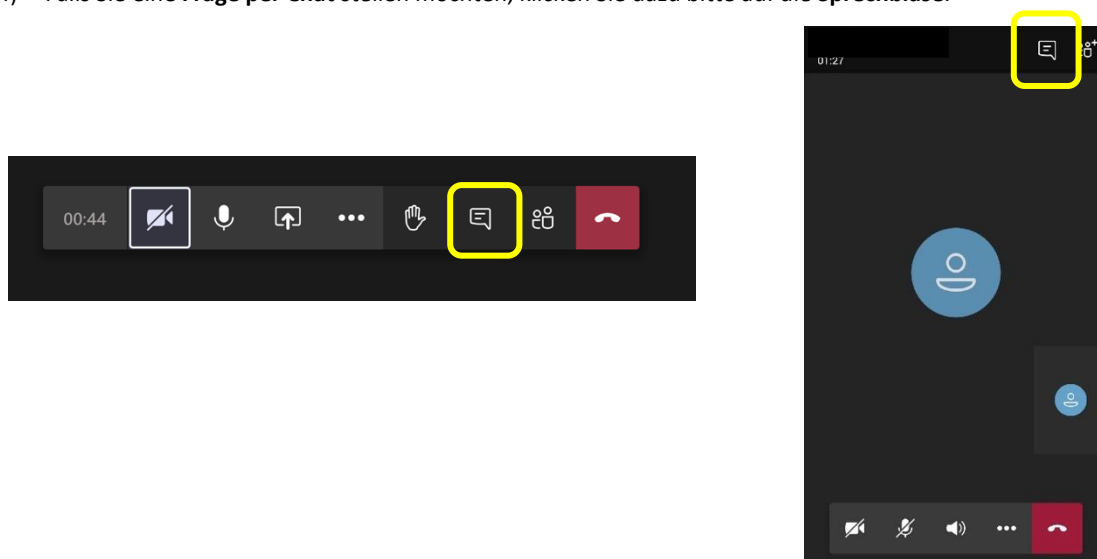 Falls Sie eine Frage per Chat stellen möchten, klicken Sie dazu bitte auf die Sprechblase.
01:27
00:44